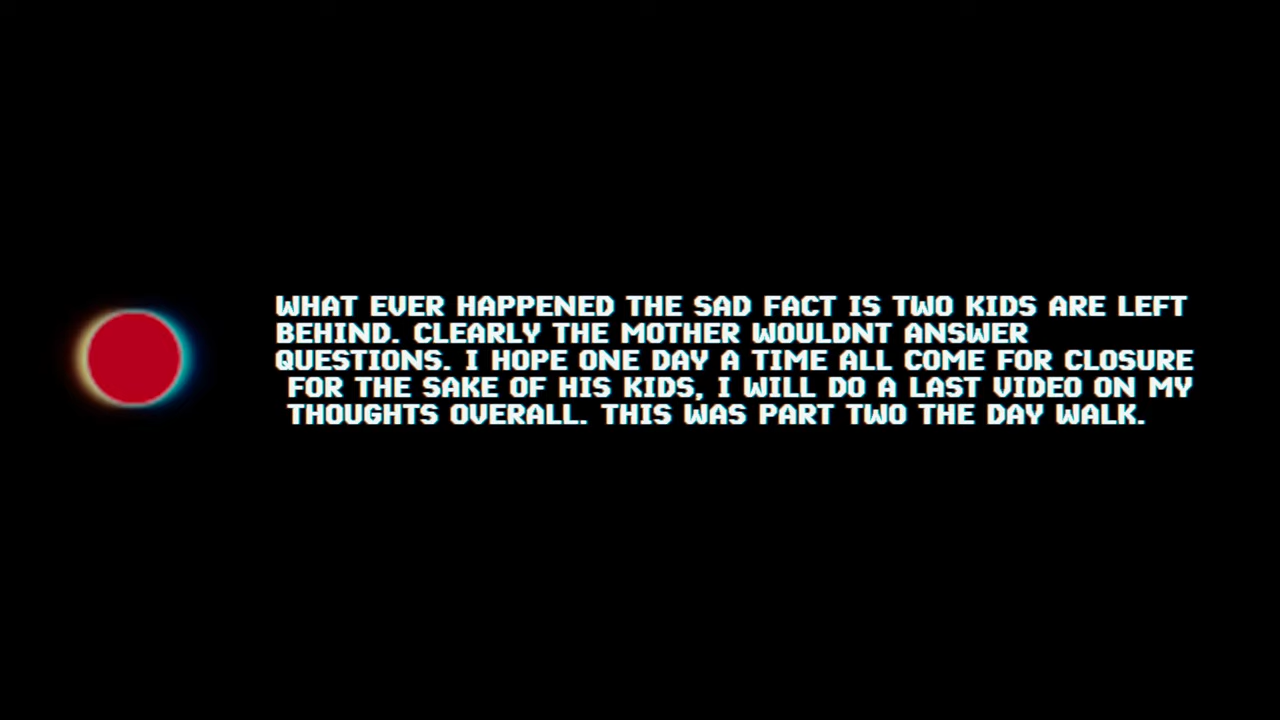 WHAT EVER HAPPENED THE SAD FACT IS TWO KIDS ARE LEFT
BEHIND. CLEARLY THE MOTHER WOULDNT ANSWER
QUESTIONS. I HOPE ONE DAY A TIME ALL COME FOR CLOSURE
FOR THE SAKE OF HIS KIDS, I WILL DO A LAST VIDEO ON MY
THOUGHTS OVERALL. THIS WAS PART TWO THE DAY WALK.